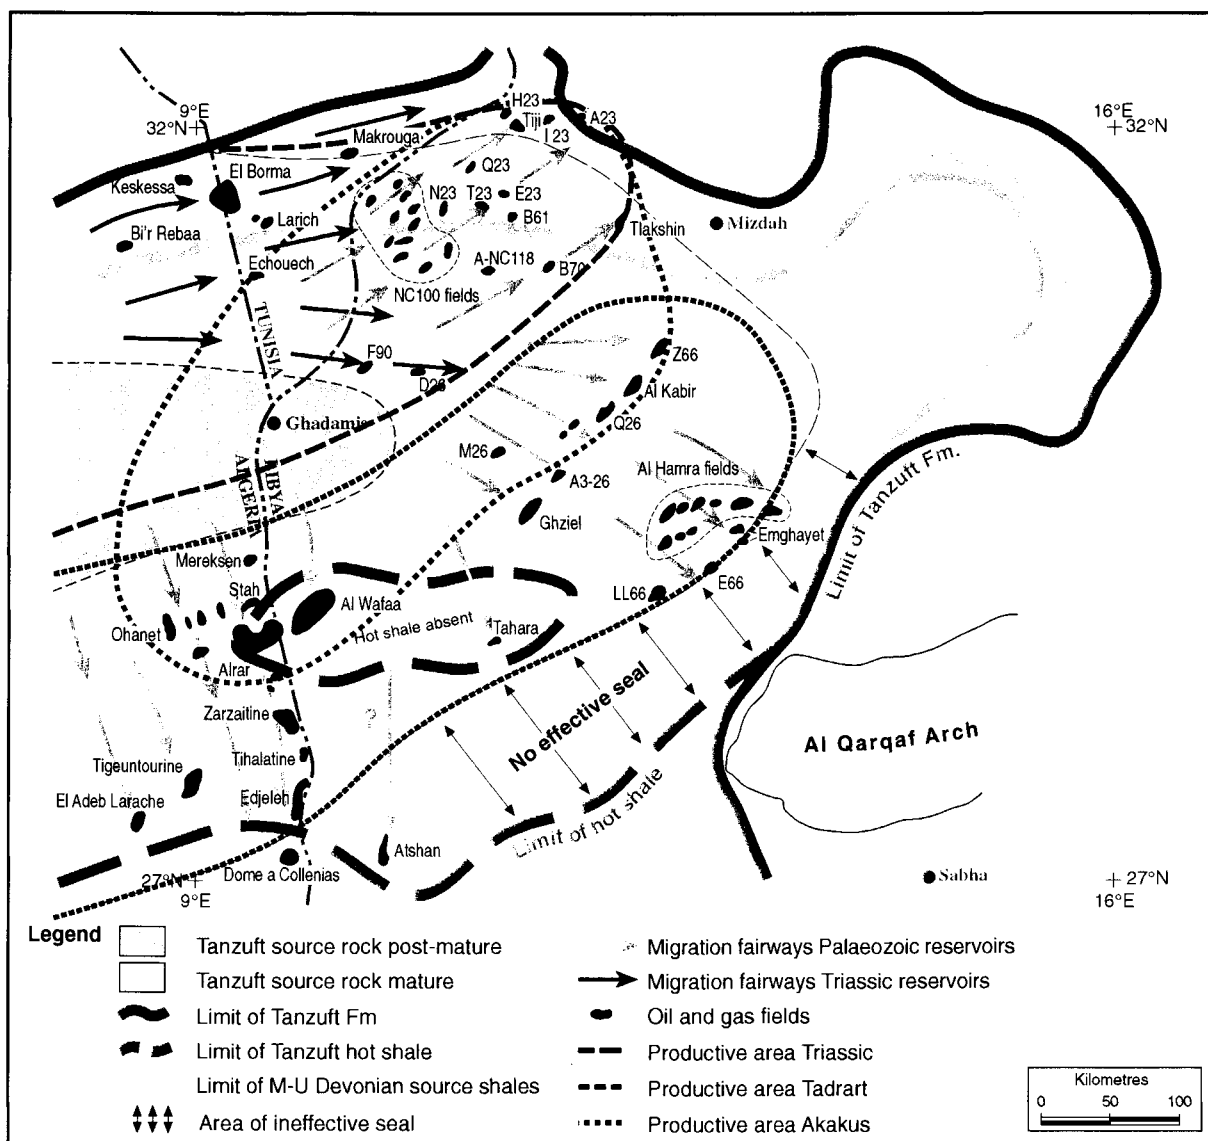 9°E
32°N
16°E
32°N
H23
Tiji
I 23
A23
Makrouga
Q23
El Borma
Keskessa
N23
T23
E23
B61
Larich
Bi'r Rebaa
Tlakshin
Mizdah
Echouech
A-NC118
B70
NC100 fields
TUNISIA
F90
D26
Z66
Al Kabir
Ghadamis
Q26
M26
ALGERIA
LIBYA
A3-26
Al Hamra fields
Ghziel
Emghayet
Limit of Tanzuft Fm.
Mereksen
Stah
Al Wafaa
E66
LL66
Ohanet
Hot shale absent
Tahara
Alrar
?
Zarzaitine
No effective seal
Al Qarqaf Arch
Tihalatine
Tigeuntourine
El Adeb Larache
Edjeleh
Limit of hot shale
Atshan
Dome a Collenias
27°N
9°E
Sabha
27°N
16°E
Legend
Tanzuft source rock post-mature
Tanzuft source rock mature
Limit of Tanzuft Fm
Limit of Tanzuft hot shale
Limit of M-U Devonian source shales
Area of ineffective seal
Migration fairways Palaeozoic reservoirs
Migration fairways Triassic reservoirs
Oil and gas fields
Productive area Triassic
Productive area Tadrart
Productive area Akakus
Kilometres
0 50 100